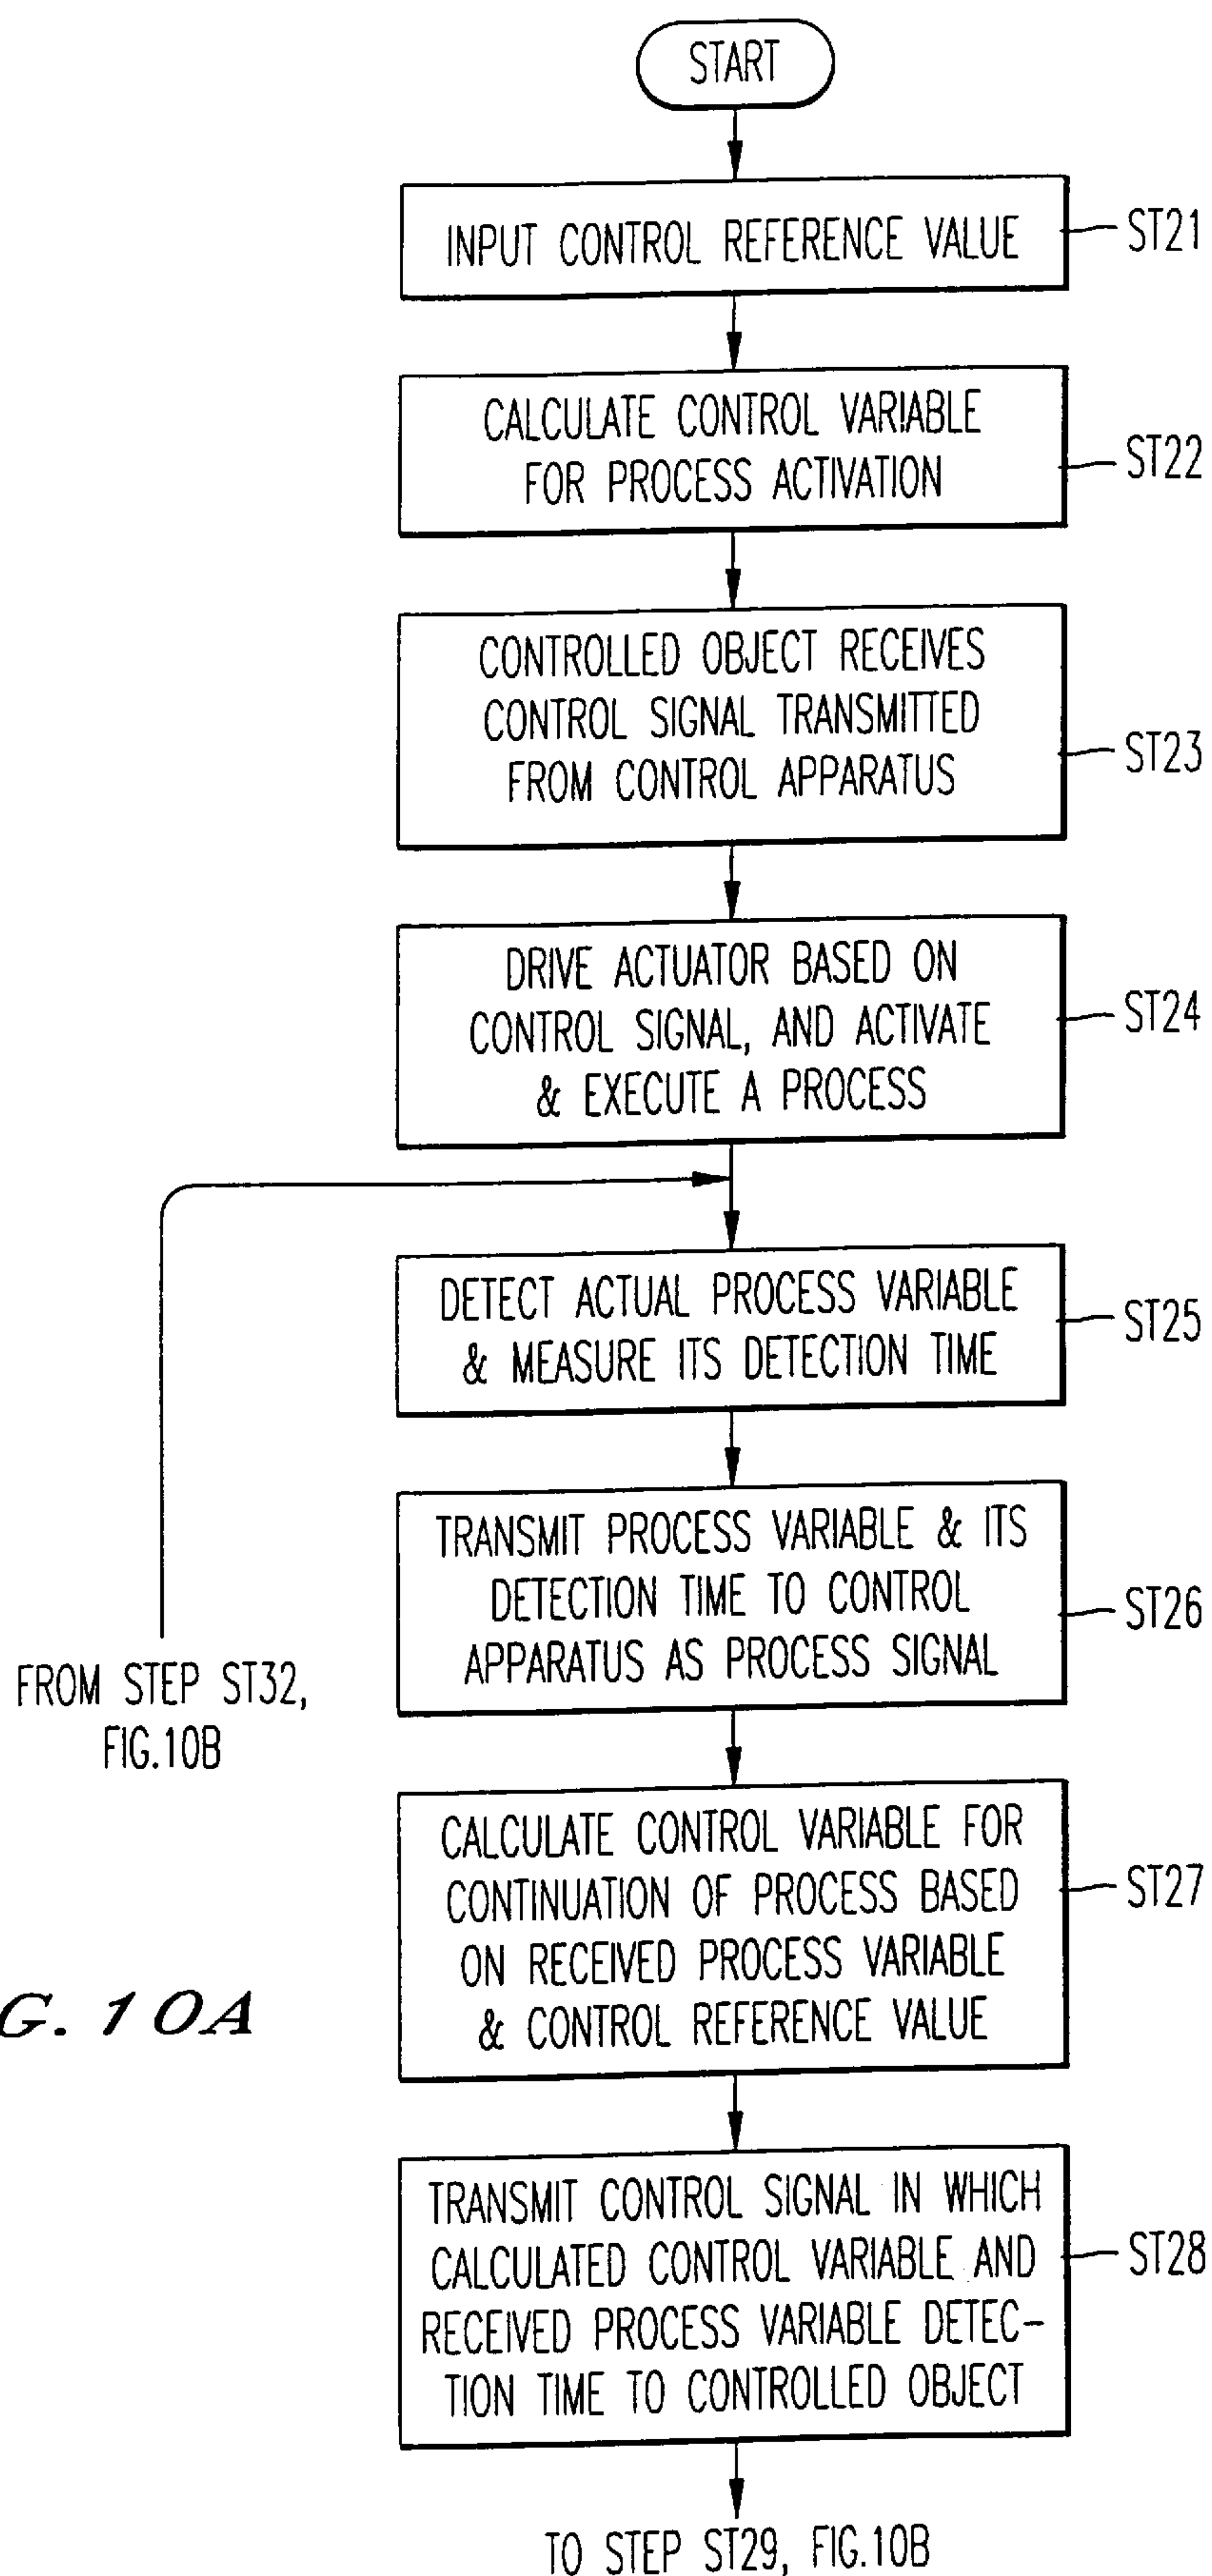 START
INPUT CONTROL REFERENCE VALUE
ST21
CALCULATE CONTROL VARIABLE
FOR PROCESS ACTIVATION
ST22
CONTROLLED OBJECT RECEIVES
CONTROL SIGNAL TRANSMITTED
FROM CONTROL APPARATUS
ST23
DRIVE ACTUATOR BASED ON
CONTROL SIGNAL, AND ACTIVATE
& EXECUTE A PROCESS
ST24
DETECT ACTUAL PROCESS VARIABLE
& MEASURE ITS DETECTION TIME
ST25
TRANSMIT PROCESS VARIABLE & ITS
DETECTION TIME TO CONTROL
APPARATUS AS PROCESS SIGNAL
ST26
FROM STEP ST32,
FIG.10B
CALCULATE CONTROL VARIABLE FOR
CONTINUATION OF PROCESS BASED
ON RECEIVED PROCESS VARIABLE
& CONTROL REFERENCE VALUE
ST27
G. 10A
TRANSMIT CONTROL SIGNAL IN WHICH
CALCULATED CONTROL VARIABLE AND
RECEIVED PROCESS VARIABLE DETEC-
TION TIME TO CONTROLLED OBJECT
ST28
TO STEP ST29, FIG.10B